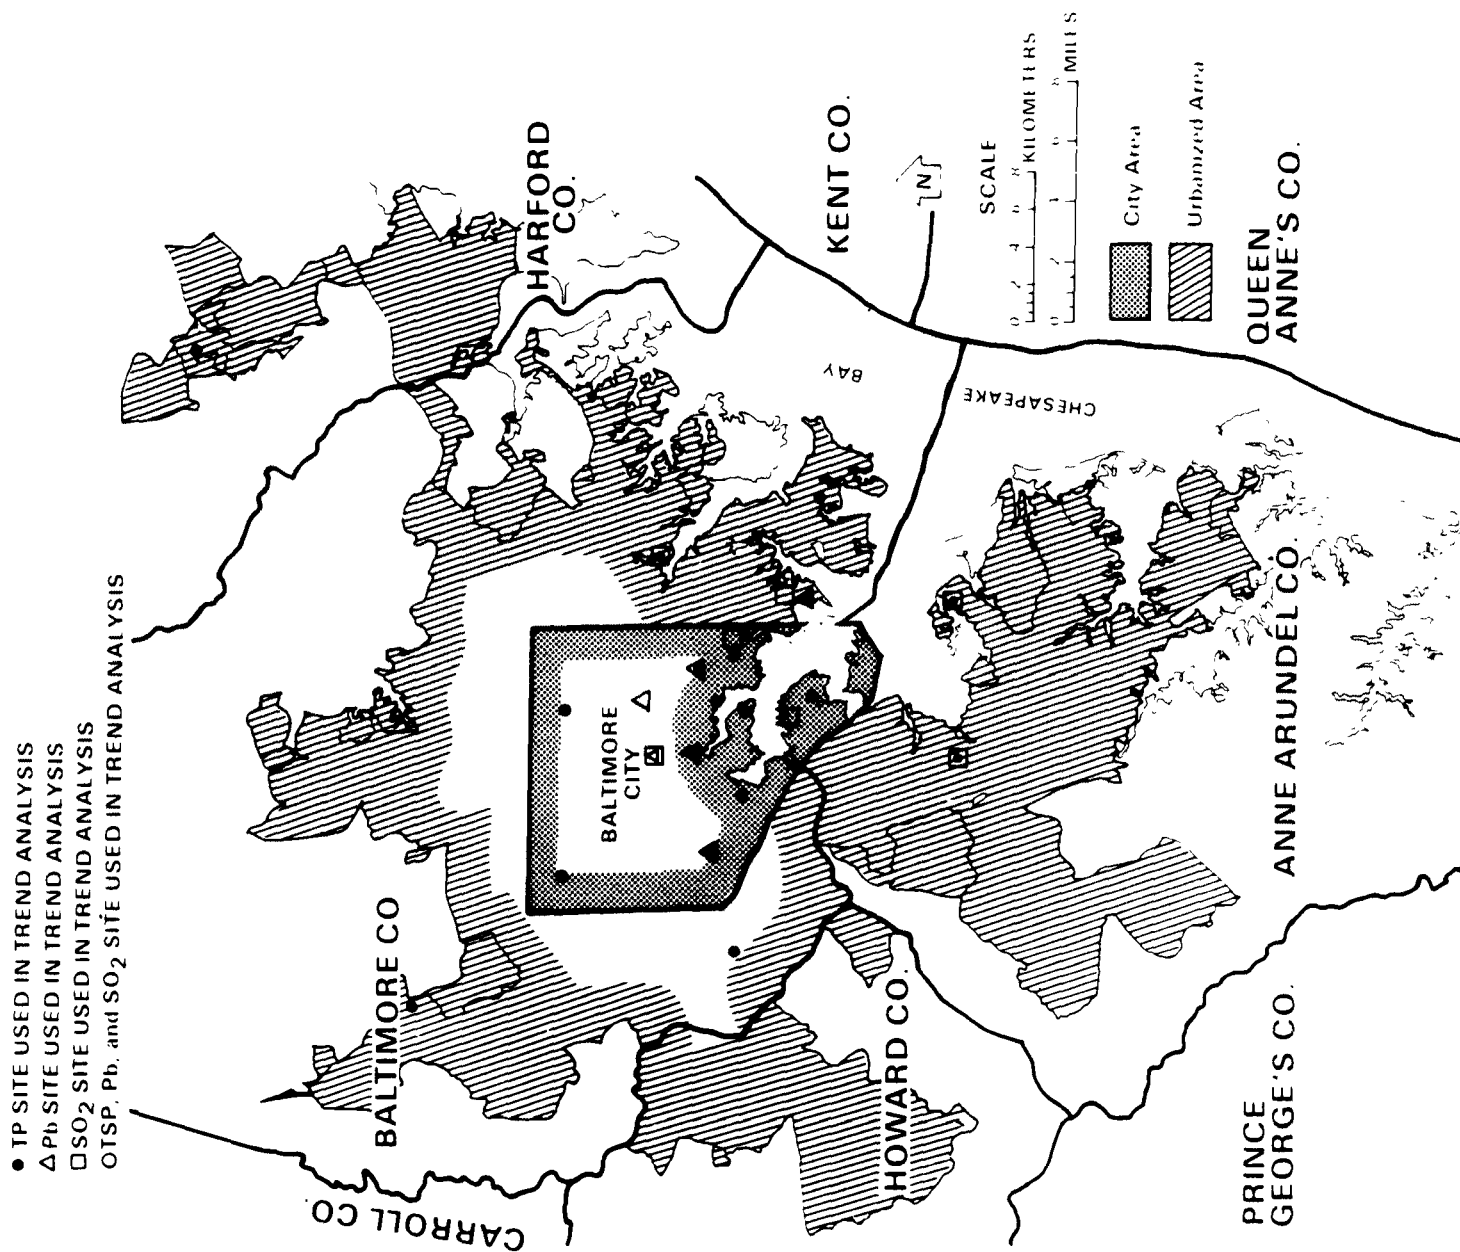 ● TP SITE USED IN TREND ANALYSIS
△ Pb SITE USED IN TREND ANALYSIS
□ SO2 SITE USED IN TREND ANALYSIS
O TSP, Pb, and SO2 SITE USED IN TREND ANALYSIS
CARROLL CO.
BALTIMORE CO
HARFORD
CO.
BALTIMORE
CITY
KENT CO.
BAY
CHESAPEAKE
N
HOWARD CO.
SCALE
KILOMETERS
MILES
City Area
Urbanized Area
ANNE ARUNDEL CO.
QUEEN
ANNE'S CO.
PRINCE
GEORGE'S CO.